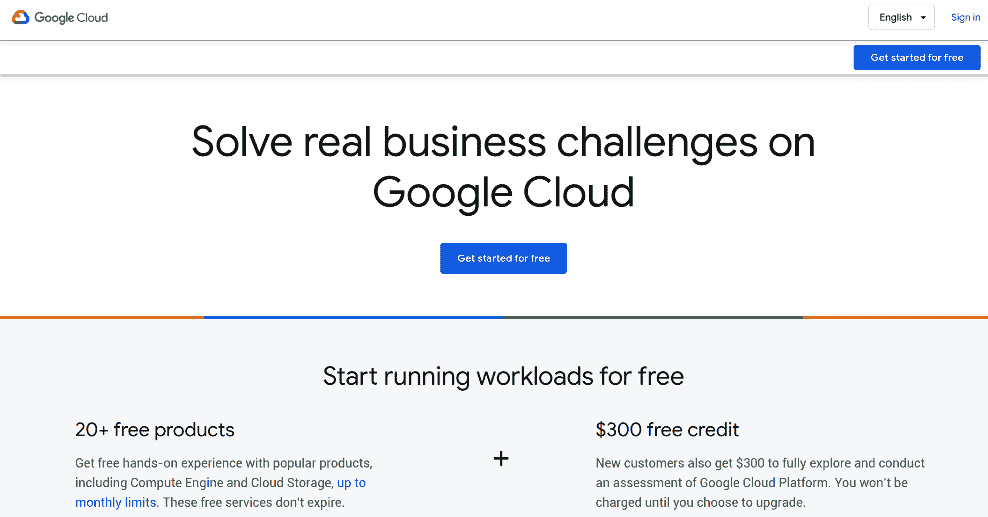 Google Cloud
English
Sign in
Get started for free
Solve real business challenges on
Google Cloud
Get started for free
Start running workloads for free
20+ free products
Get free hands-on experience with popular products,
including Compute Engine and Cloud Storage, up to
monthly limits. These free services don't expire.
+
$300 free credit
New customers also get $300 to fully explore and conduct
an assessment of Google Cloud Platform. You won't be
charged until you choose to upgrade.